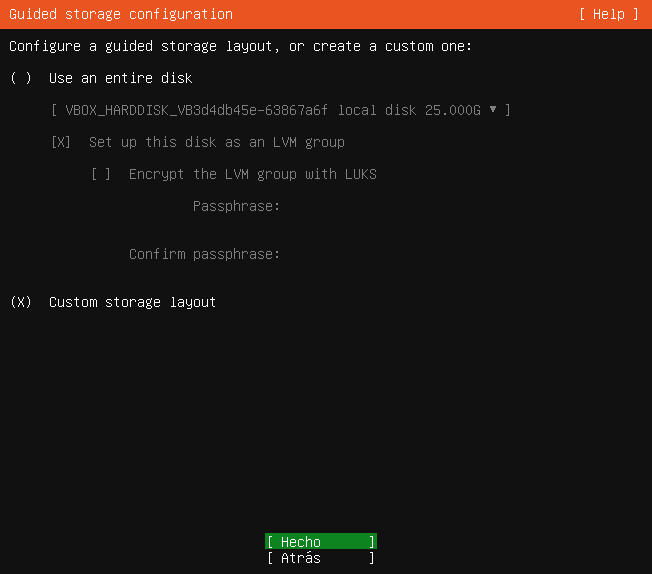 Guided storage configuration [ Help ]
Configure a guided storage layout, or create a custom one:
( ) Use an entire disk
[ VBOX_HARDDISK_VB3d4db45e-63867a6f local disk 25.000G ▾ ]
[X] Set up this disk as an LVM group
[ ] Encrypt the LVM group with LUKS
Passphrase:
Confirm passphrase:
(X) Custom storage layout
[ Hecho ]
[ Atrás ]